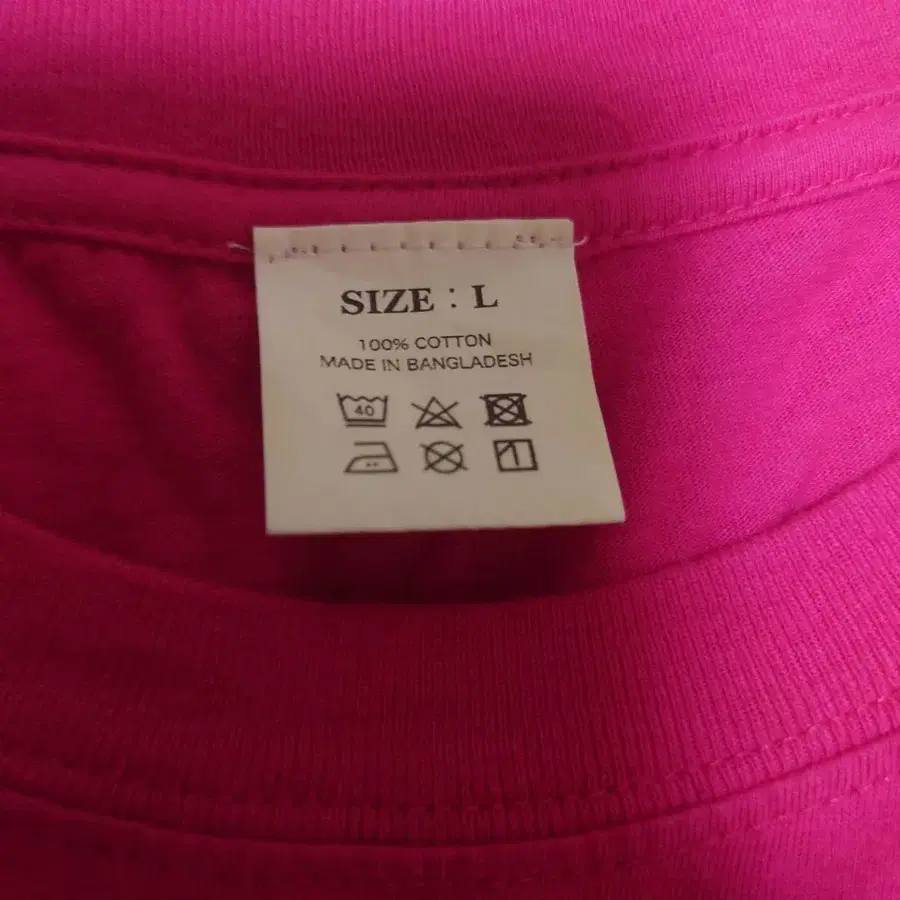 SIZE : L
100% COTTON
MADE IN BANGLADESH
40